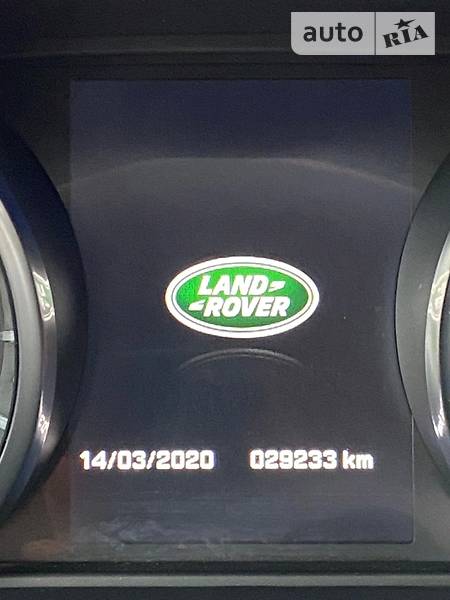 auto RIA
LAND
ROVER
14/03/2020 029233 km